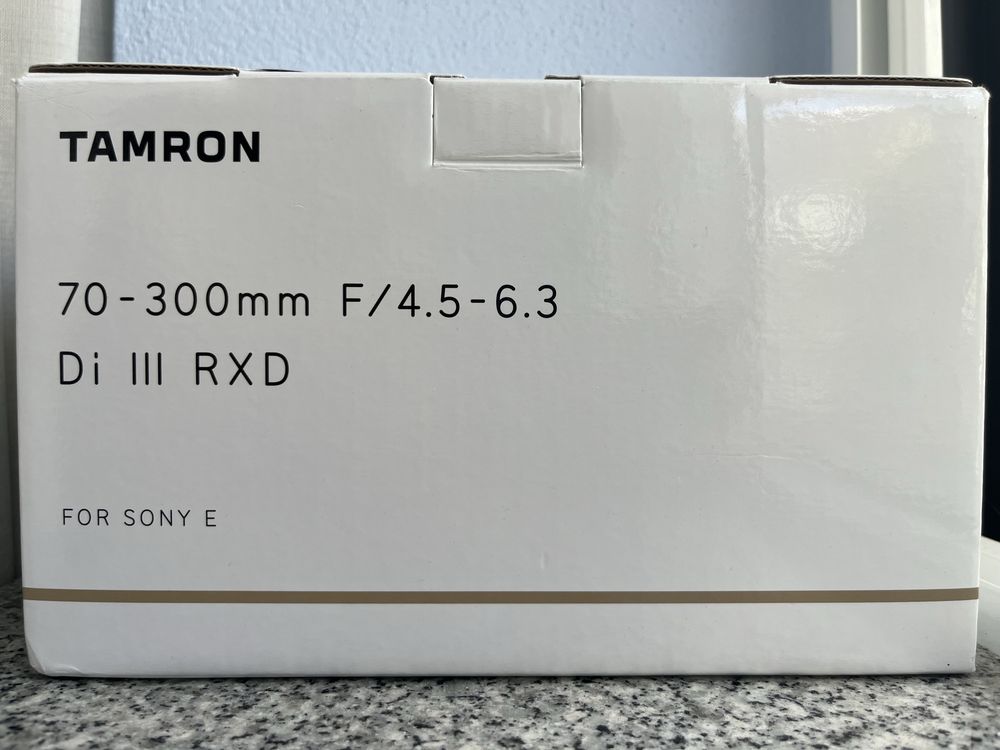 TAMRON
70-300mm F/4.5-6.3
Di III RXD
FOR SONY E